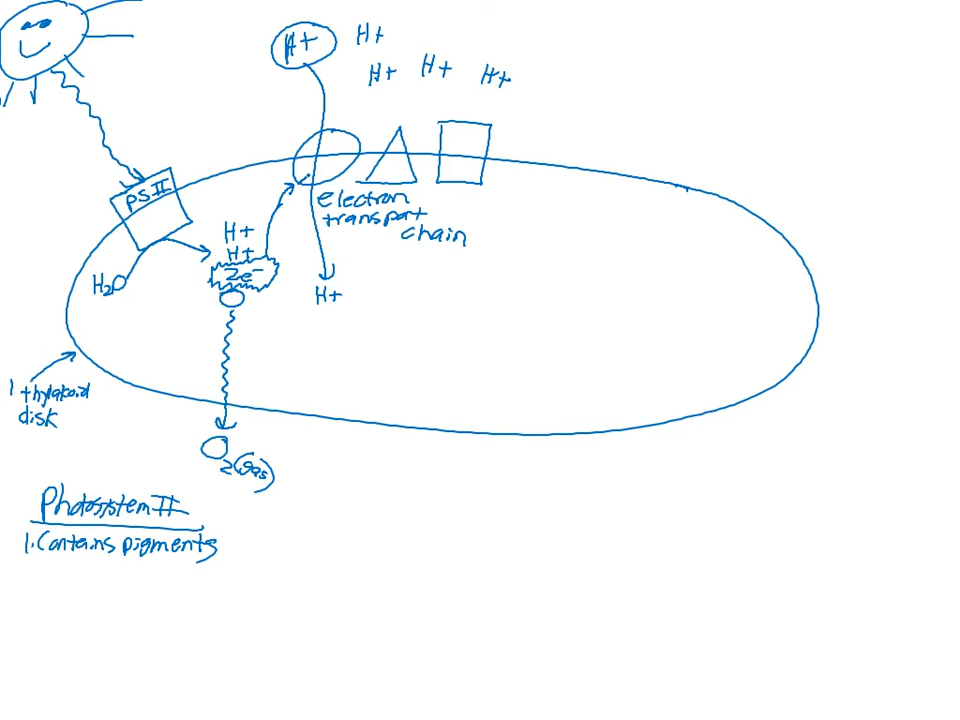 H+
H+
H+
H+
H+
PS II
electron
transport
chain
H+
H+
2e-
H2O
H+
1 thylakoid
disk
O2(gas)
Photosystem II
1. Contains pigments